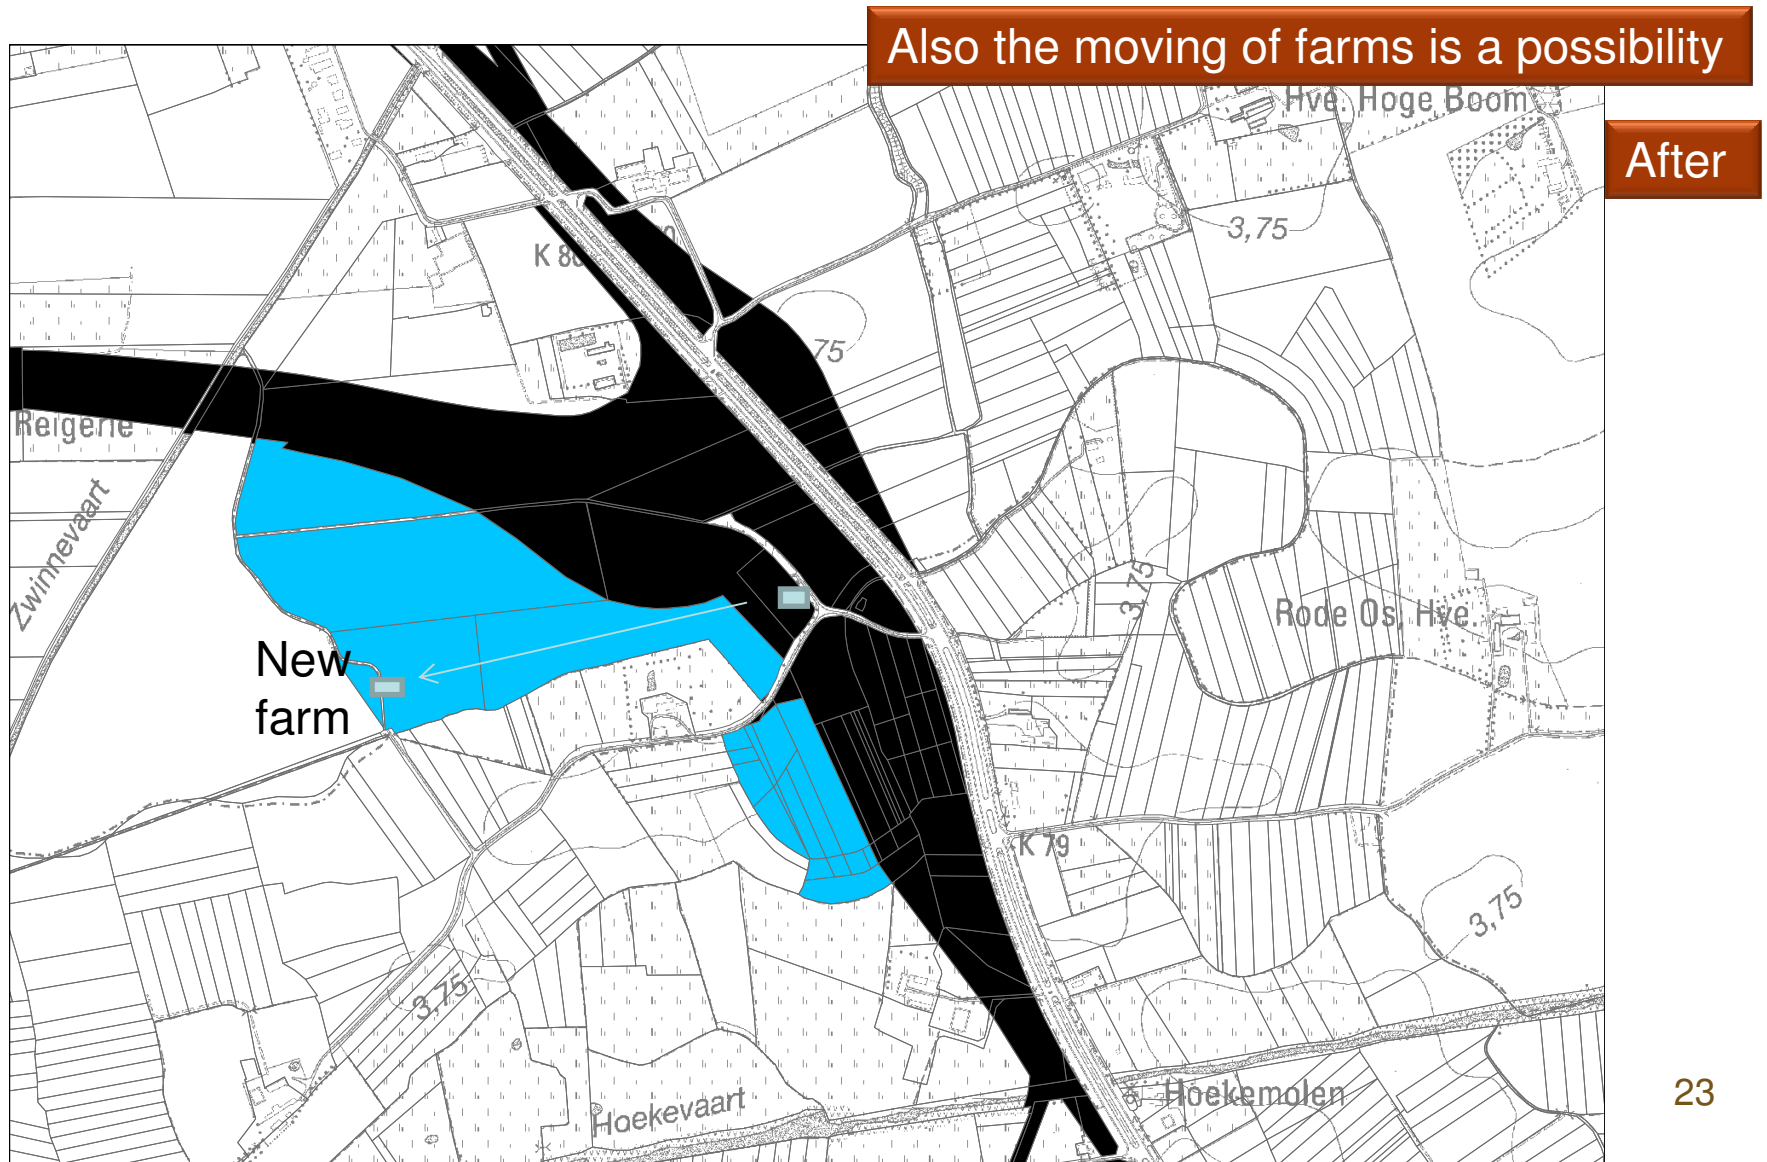 Also the moving of farms is a possibility
Hve. Hoge Boom
After
3,75
K 80
75
Reigerie
Zwinnevaart
3,75
Rode Os, Hve.
New
farm
K 79
3,75
3,75
Hoekevaart
Hoekemolen
23